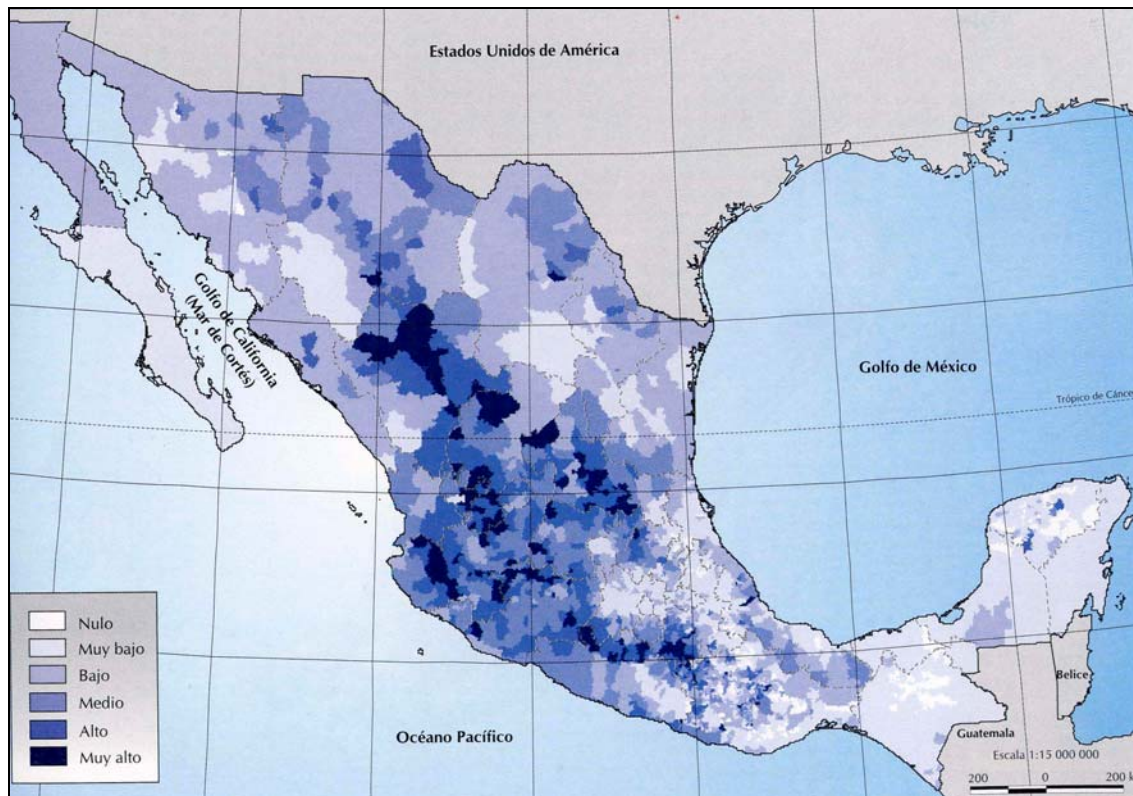 Estados Unidos de América
Golfo de California
(Mar de Cortés)
Golfo de México
Trópico de Cánce
Nulo
Muy bajo
Bajo
Medio
Alto
Muy alto
Océano Pacífico
Belice
Guatemala
Escala 1:15 000 000
200 0 200 k